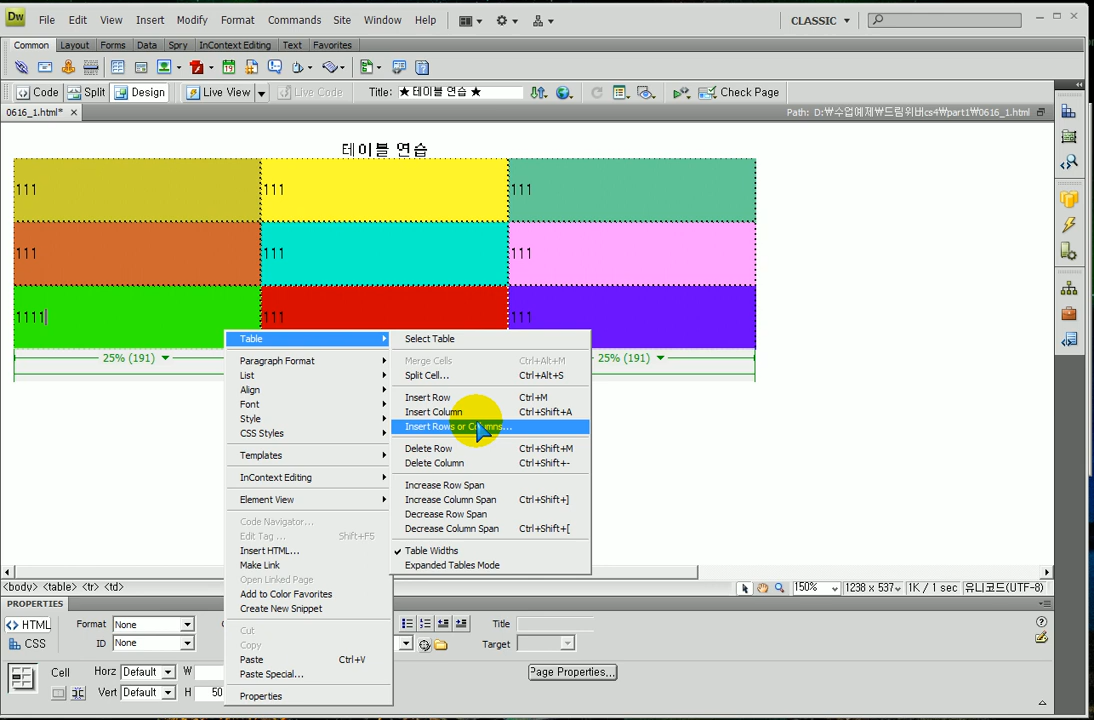 Dw File Edit View Insert Modify Format Commands Site Window Help CLASSIC
Common Layout Forms Data Spry InContext Editing Text Favorites
Code Split Design Live View Live Code Title: ★ 테이블 연습 ★ Check Page
0616_1.html* Path: D:₩수업예제₩드림위버cs4₩part1₩0616_1.html
테이블 연습
111 111 111
111 111 111
1111 111 111
25% (191) 25% (191)
Table
Paragraph Format
List
Align
Font
Style
CSS Styles
Templates
InContext Editing
Element View
Code Navigator...
Edit Tag ... Shift+F5
Insert HTML...
Make Link
Open Linked Page
Add to Color Favorites
Create New Snippet
Cut
Copy
Paste Ctrl+V
Paste Special...
Properties
Select Table
Merge Cells Ctrl+Alt+M
Split Cell... Ctrl+Alt+S
Insert Row Ctrl+M
Insert Column Ctrl+Shift+A
Insert Rows or Columns...
Delete Row Ctrl+Shift+M
Delete Column Ctrl+Shift+-
Increase Row Span
Increase Column Span Ctrl+Shift+]
Decrease Row Span
Decrease Column Span Ctrl+Shift+[
Table Widths
Expanded Tables Mode
<body> <table> <tr> <td> 150% 1238 x 537 1K / 1 sec 유니코드(UTF-8)
PROPERTIES
<> HTML Format None Title
CSS ID None Target
Cell Horz Default W Page Properties...
Vert Default H 50